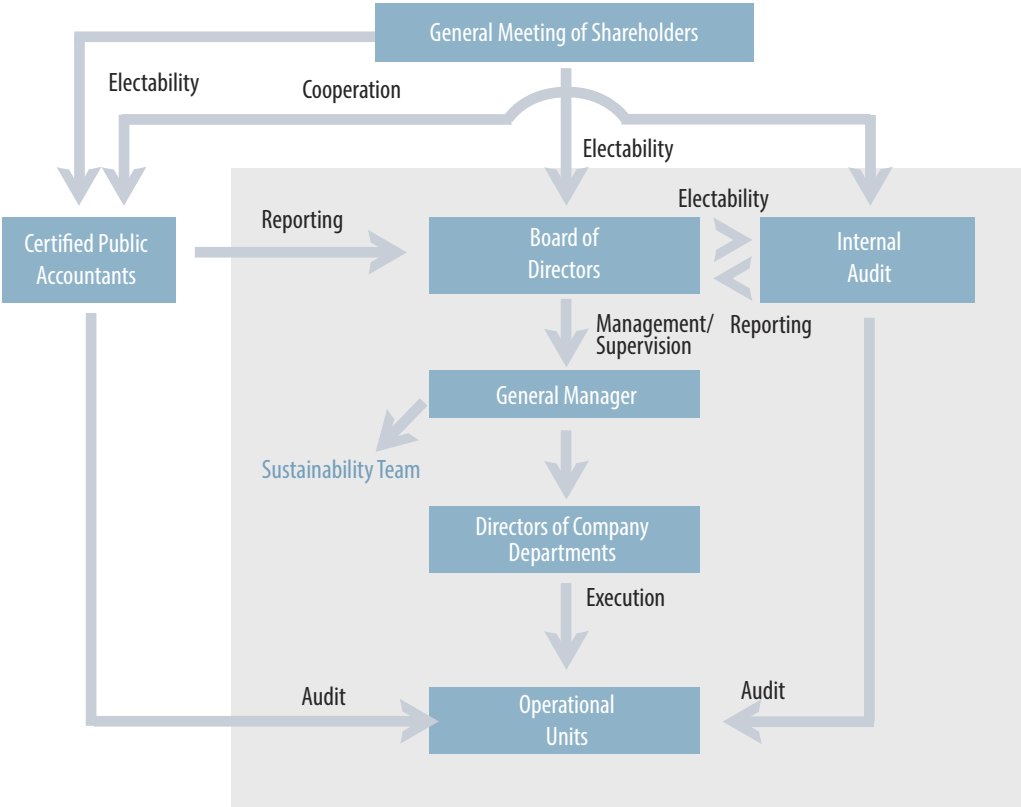 General Meeting of Shareholders
Electability
Cooperation
Electability
Electability
Reporting
Certified Public
Accountants
Board of
Directors
Internal
Audit
Management/
Supervision
Reporting
General Manager
Sustainability Team
Directors of Company
Departments
Execution
Audit
Audit
Operational
Units